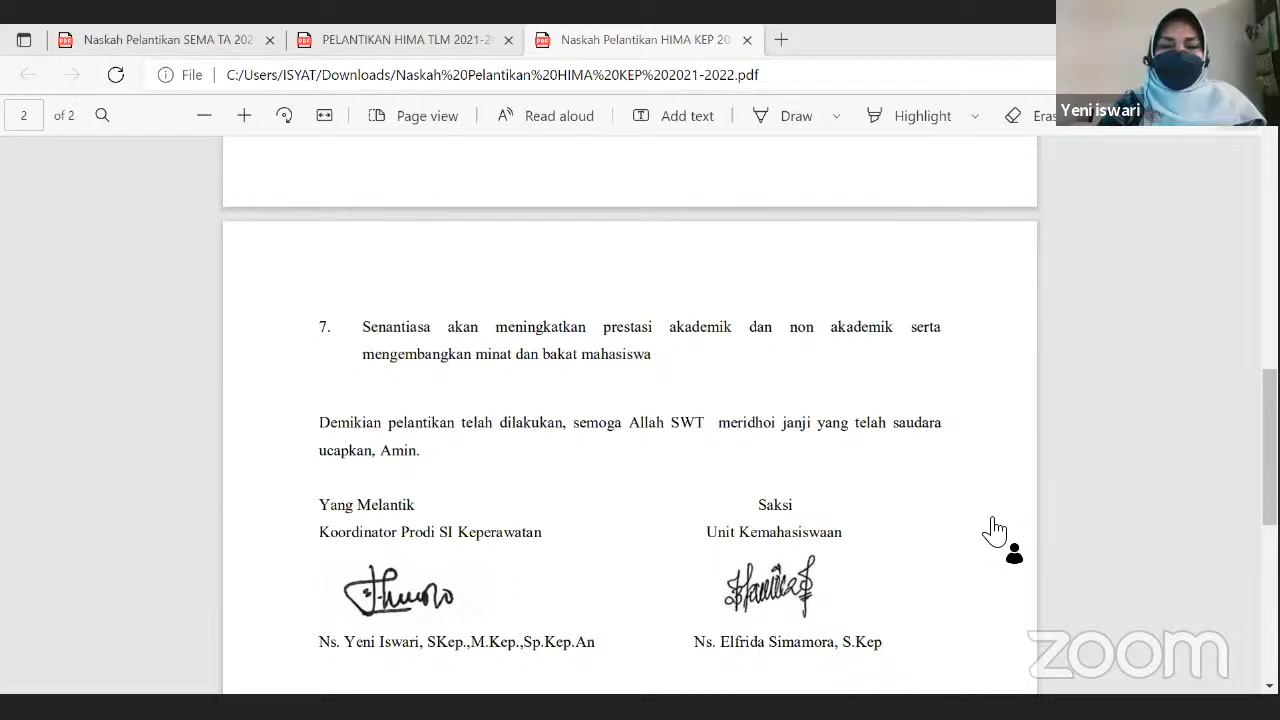 Naskah Pelantikan SEMA TA 202
PELANTIKAN HIMA TLM 2021-2
Naskah Pelantikan HIMA KEP 20
File C:/Users/ISYAT/Downloads/Naskah%20Pelantikan%20HIMA%20KEP%202021-2022.pdf
Yeni iswari
2 of 2 Page view Read aloud Add text Draw Highlight Eras
7. Senantiasa akan meningkatkan prestasi akademik dan non akademik serta
mengembangkan minat dan bakat mahasiswa
Demikian pelantikan telah dilakukan, semoga Allah SWT meridhoi janji yang telah saudara
ucapkan, Amin.
Yang Melantik
Koordinator Prodi SI Keperawatan
Ns. Yeni Iswari, SKep.,M.Kep.,Sp.Kep.An
Saksi
Unit Kemahasiswaan
Ns. Elfrida Simamora, S.Kep
zoom